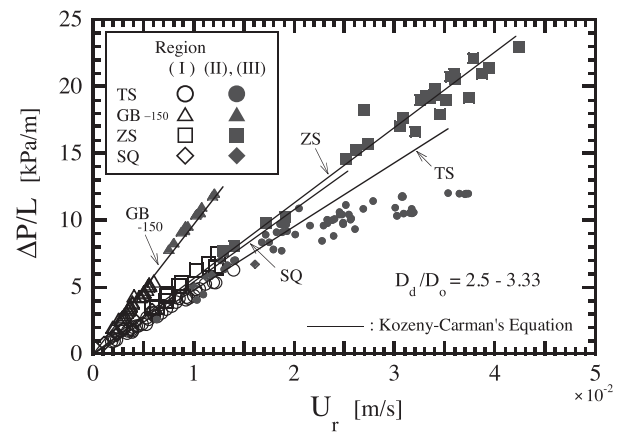 25
20
15
10
5
0
ΔP/L [kPa/m]
Region
(I) (II), (III)
TS
GB -150
ZS
SQ
ZS
TS
GB
-150
SQ
D_d/D_o = 2.5 - 3.33
: Kozeny-Carman's Equation
0 1 2 3 4 5
×10⁻²
U_r [m/s]